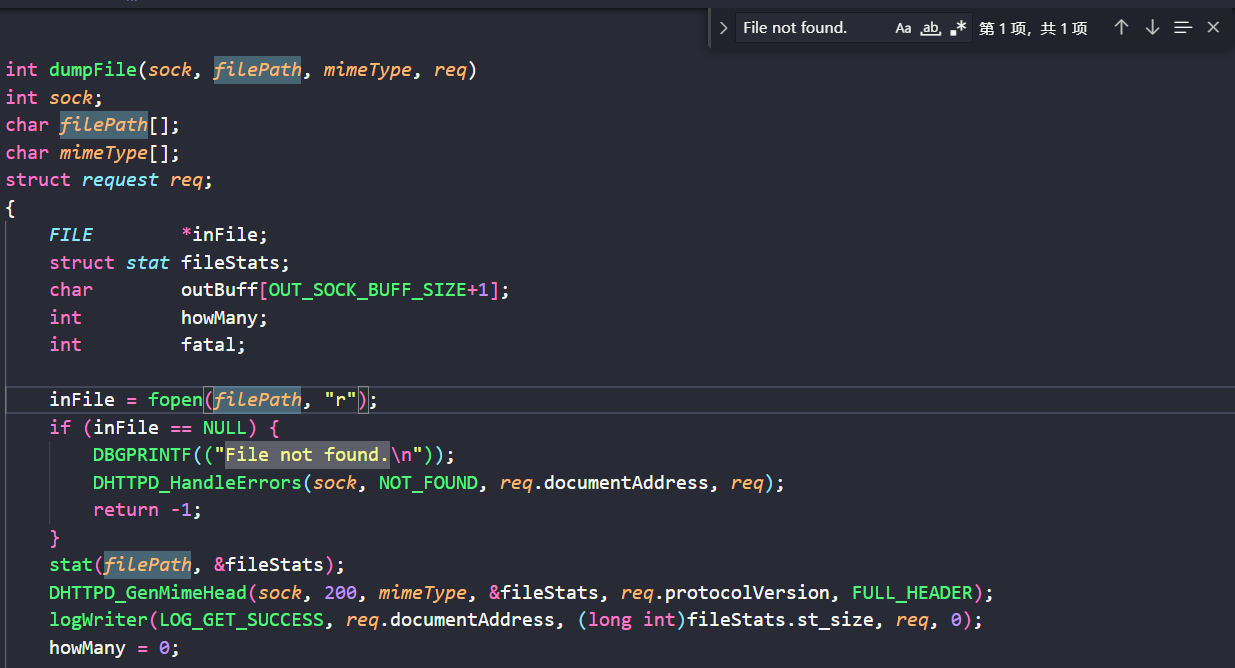 File not found. Aa ab .* 第 1 项，共 1 项
int dumpFile(sock, filePath, mimeType, req)
int sock;
char filePath[];
char mimeType[];
struct request req;
{
    FILE        *inFile;
    struct stat fileStats;
    char        outBuff[OUT_SOCK_BUFF_SIZE+1];
    int         howMany;
    int         fatal;
    inFile = fopen(filePath, "r");
    if (inFile == NULL) {
        DBGPRINTF(("File not found.\n"));
        DHTTPD_HandleErrors(sock, NOT_FOUND, req.documentAddress, req);
        return -1;
    }
    stat(filePath, &fileStats);
    DHTTPD_GenMimeHead(sock, 200, mimeType, &fileStats, req.protocolVersion, FULL_HEADER);
    logWriter(LOG_GET_SUCCESS, req.documentAddress, (long int)fileStats.st_size, req, 0);
    howMany = 0;